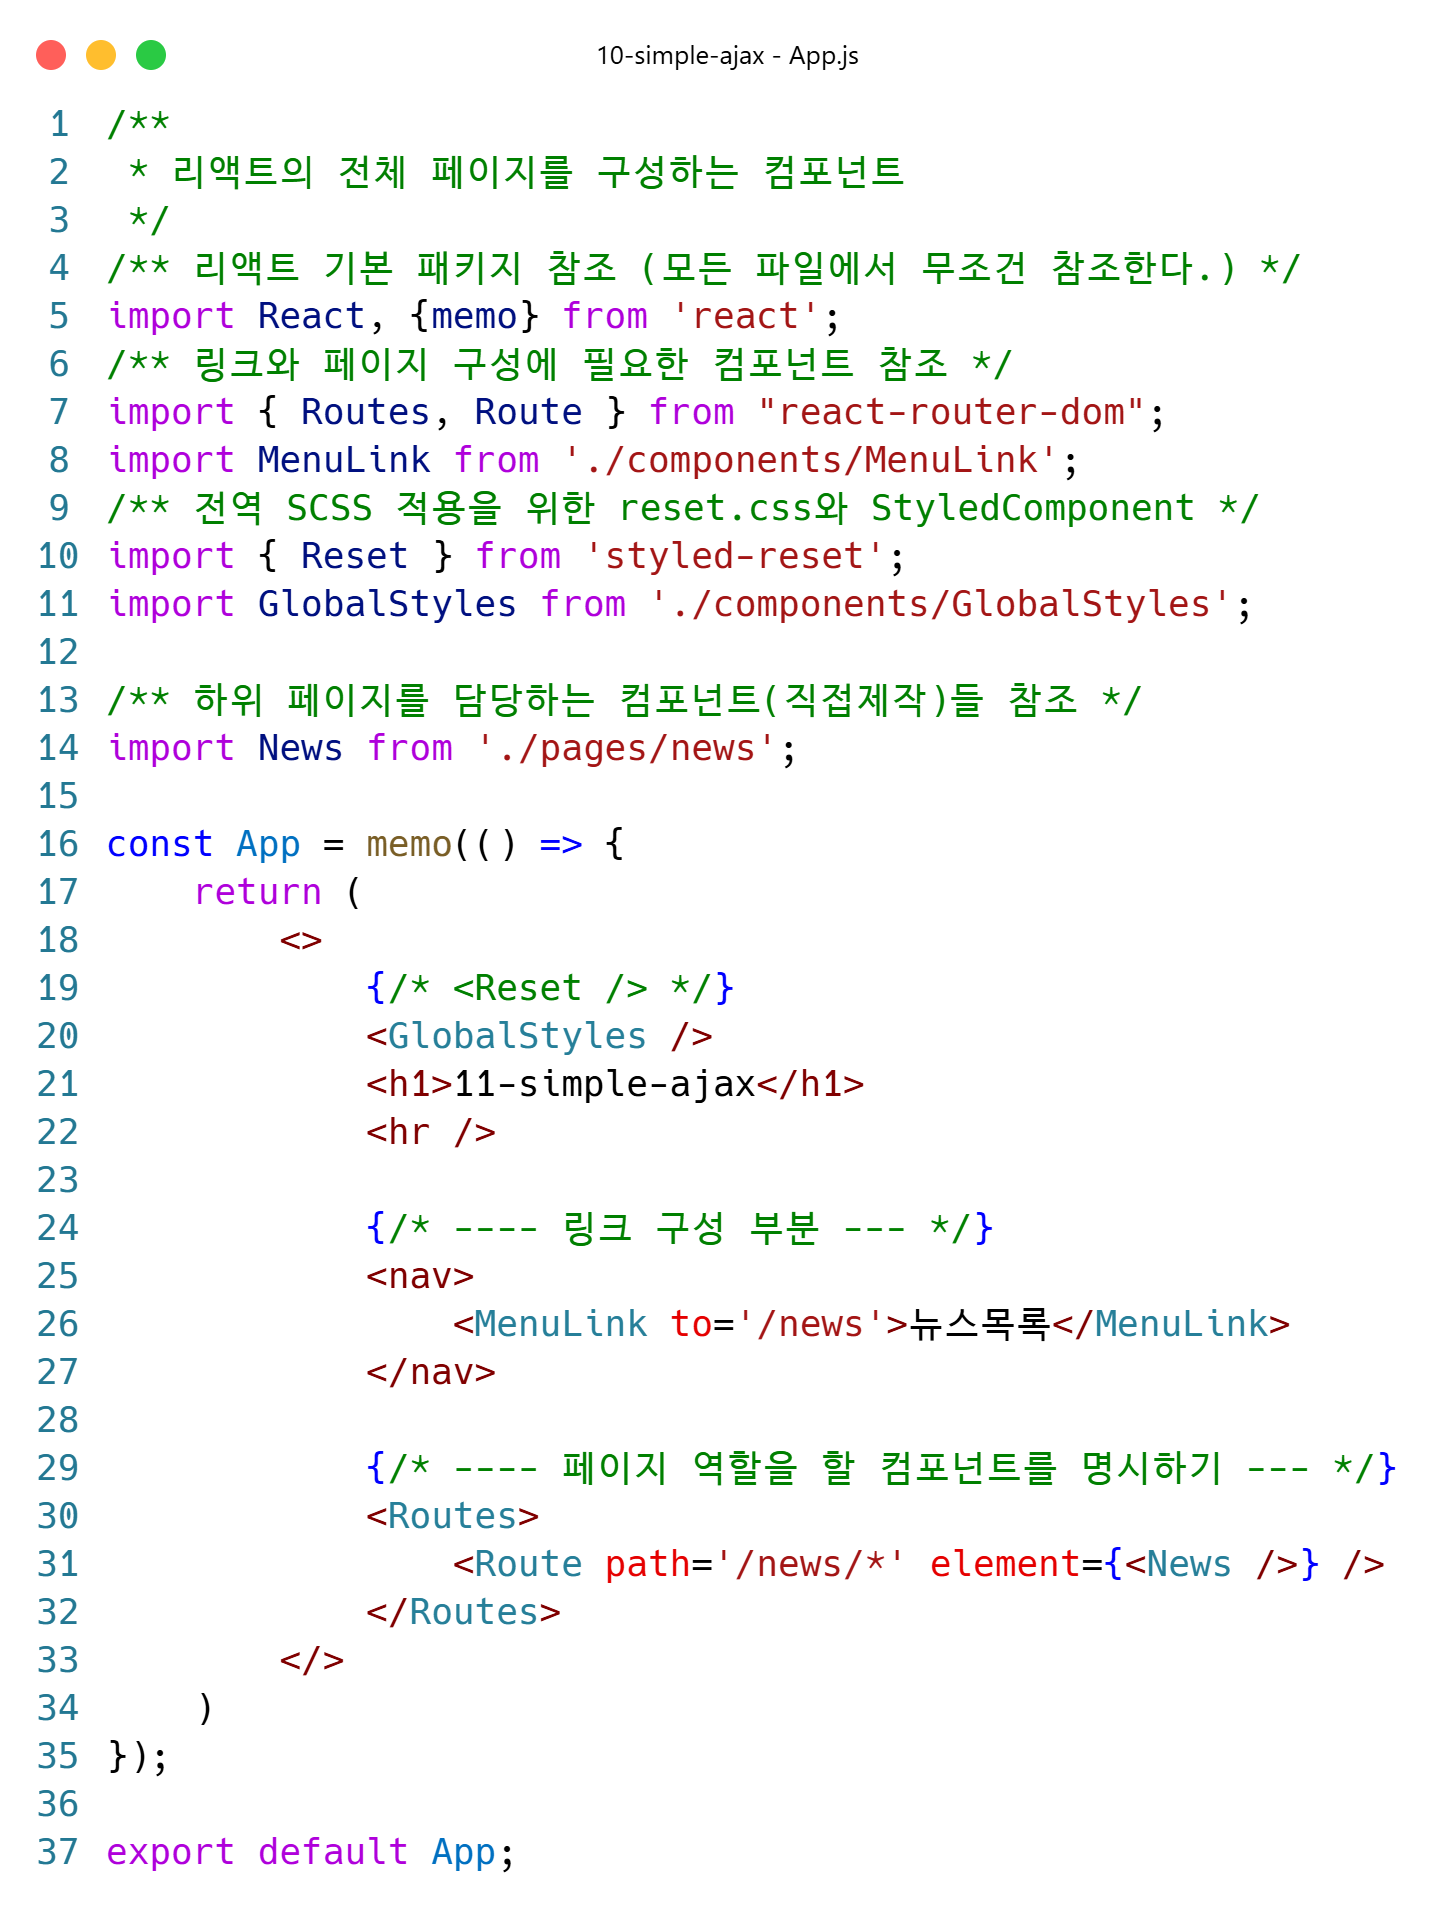 10-simple-ajax - App.js
1 /**
2  * 리액트의 전체 페이지를 구성하는 컴포넌트
3  */
4 /** 리액트 기본 패키지 참조 (모든 파일에서 무조건 참조한다.) */
5 import React, {memo} from 'react';
6 /** 링크와 페이지 구성에 필요한 컴포넌트 참조 */
7 import { Routes, Route } from "react-router-dom";
8 import MenuLink from './components/MenuLink';
9 /** 전역 SCSS 적용을 위한 reset.css와 StyledComponent */
10 import { Reset } from 'styled-reset';
11 import GlobalStyles from './components/GlobalStyles';
12
13 /** 하위 페이지를 담당하는 컴포넌트(직접제작)들 참조 */
14 import News from './pages/news';
15
16 const App = memo(() => {
17     return (
18         <>
19             {/* <Reset /> */}
20             <GlobalStyles />
21             <h1>11-simple-ajax</h1>
22             <hr />
23
24             {/* ---- 링크 구성 부분 --- */}
25             <nav>
26                 <MenuLink to='/news'>뉴스목록</MenuLink>
27             </nav>
28
29             {/* ---- 페이지 역할을 할 컴포넌트를 명시하기 --- */}
30             <Routes>
31                 <Route path='/news/*' element={<News />} />
32             </Routes>
33         </>
34     )
35 });
36
37 export default App;